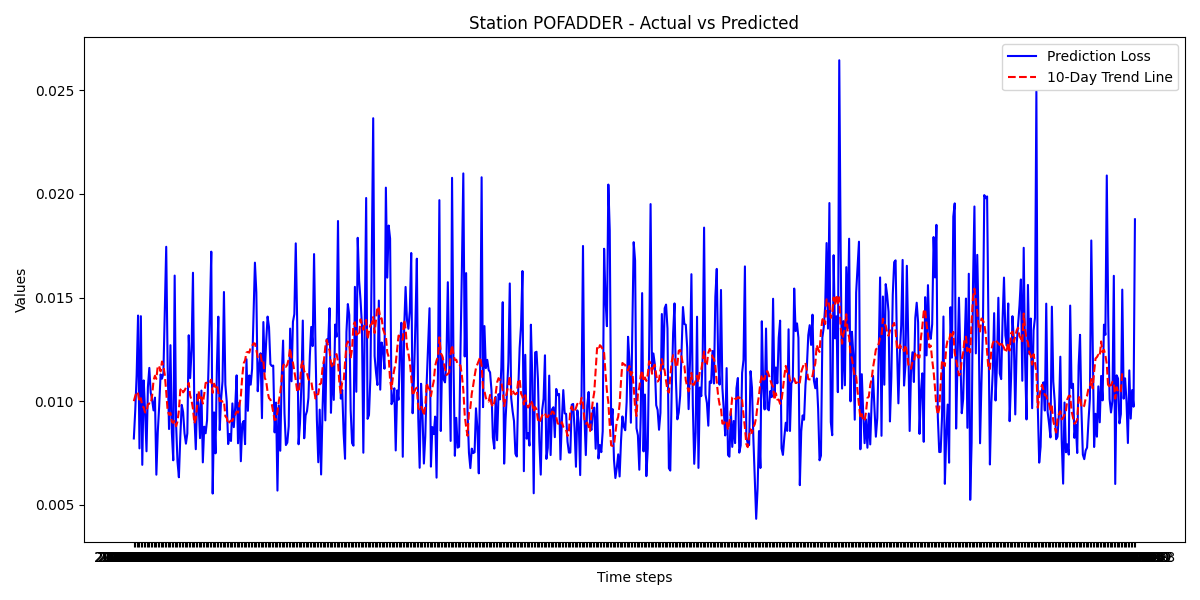 Station POFADDER - Actual vs Predicted
Prediction Loss
10-Day Trend Line
0.025
0.020
0.015
0.010
0.005
Values
Time steps